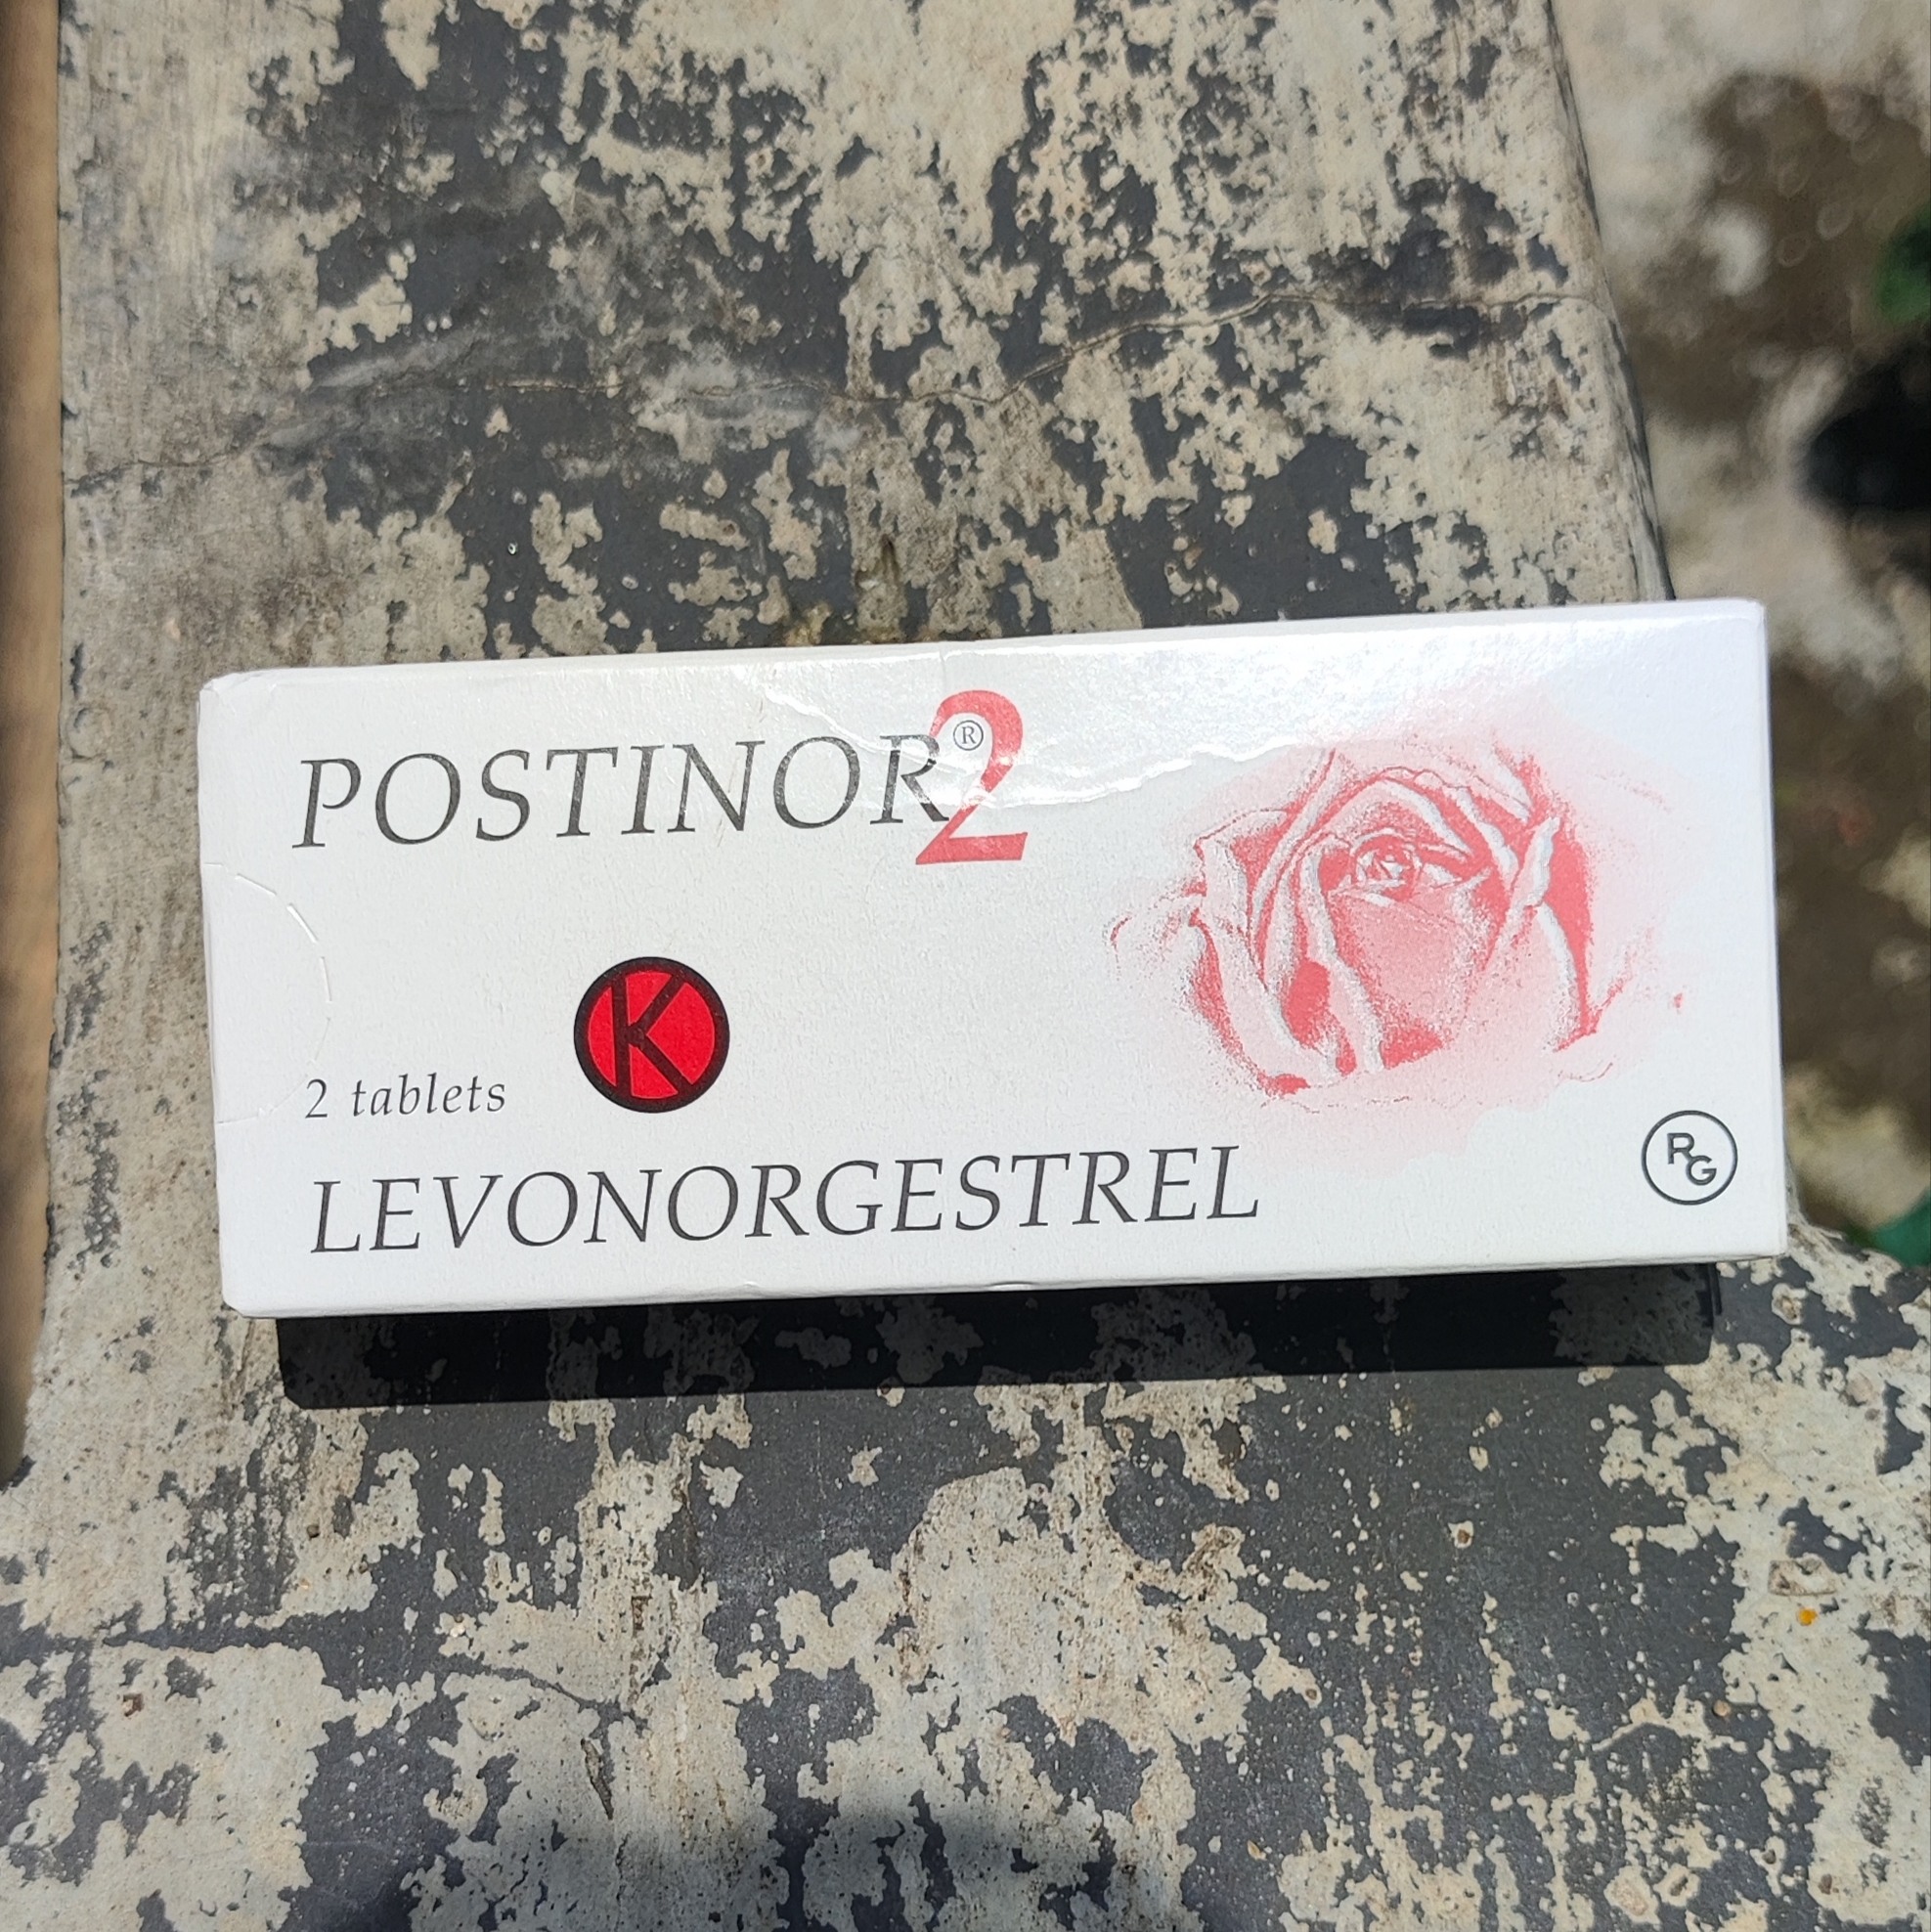 POSTINOR®2
K
2 tablets
LEVONORGESTREL
RG